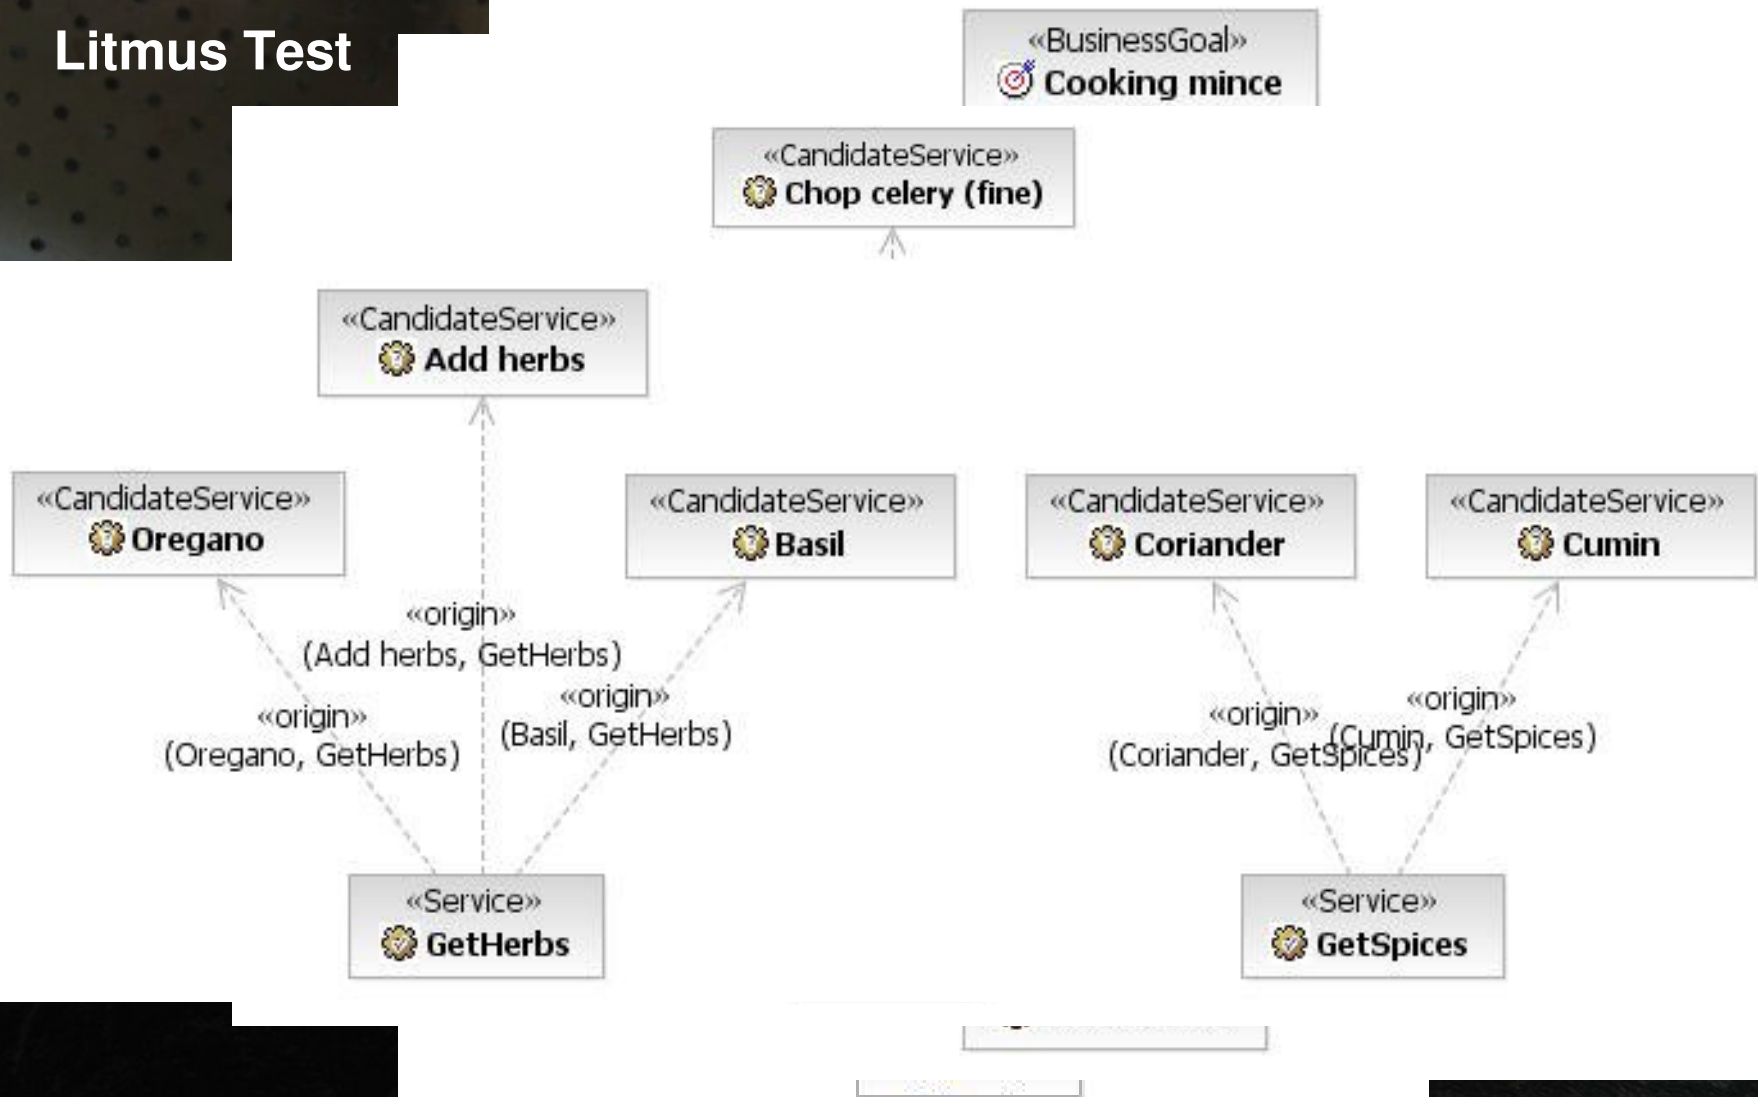 Litmus Test
«BusinessGoal»
Cooking mince
«CandidateService»
Chop celery (fine)
«CandidateService»
Add herbs
«CandidateService»
Oregano
«CandidateService»
Basil
«CandidateService»
Coriander
«CandidateService»
Cumin
«origin»
(Add herbs, GetHerbs)
«origin»
(Basil, GetHerbs)
«origin»
(Oregano, GetHerbs)
«origin»
(Coriander, GetSpices)
«origin»
(Cumin, GetSpices)
«Service»
GetHerbs
«Service»
GetSpices